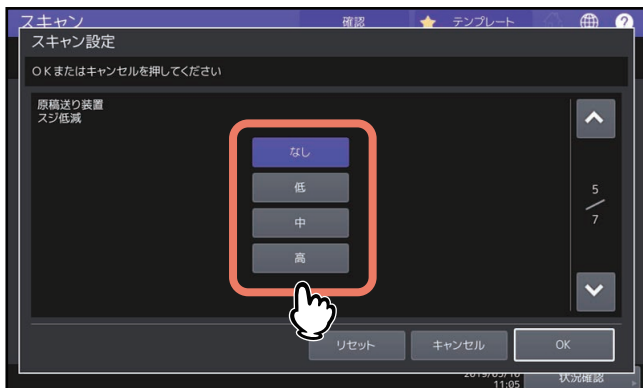 スキャン 確認 テンプレート ?
スキャン設定
OKまたはキャンセルを押してください
原稿送り装置
スジ低減
なし
低
中
高
5
7
リセット キャンセル OK
11:05 状況確認